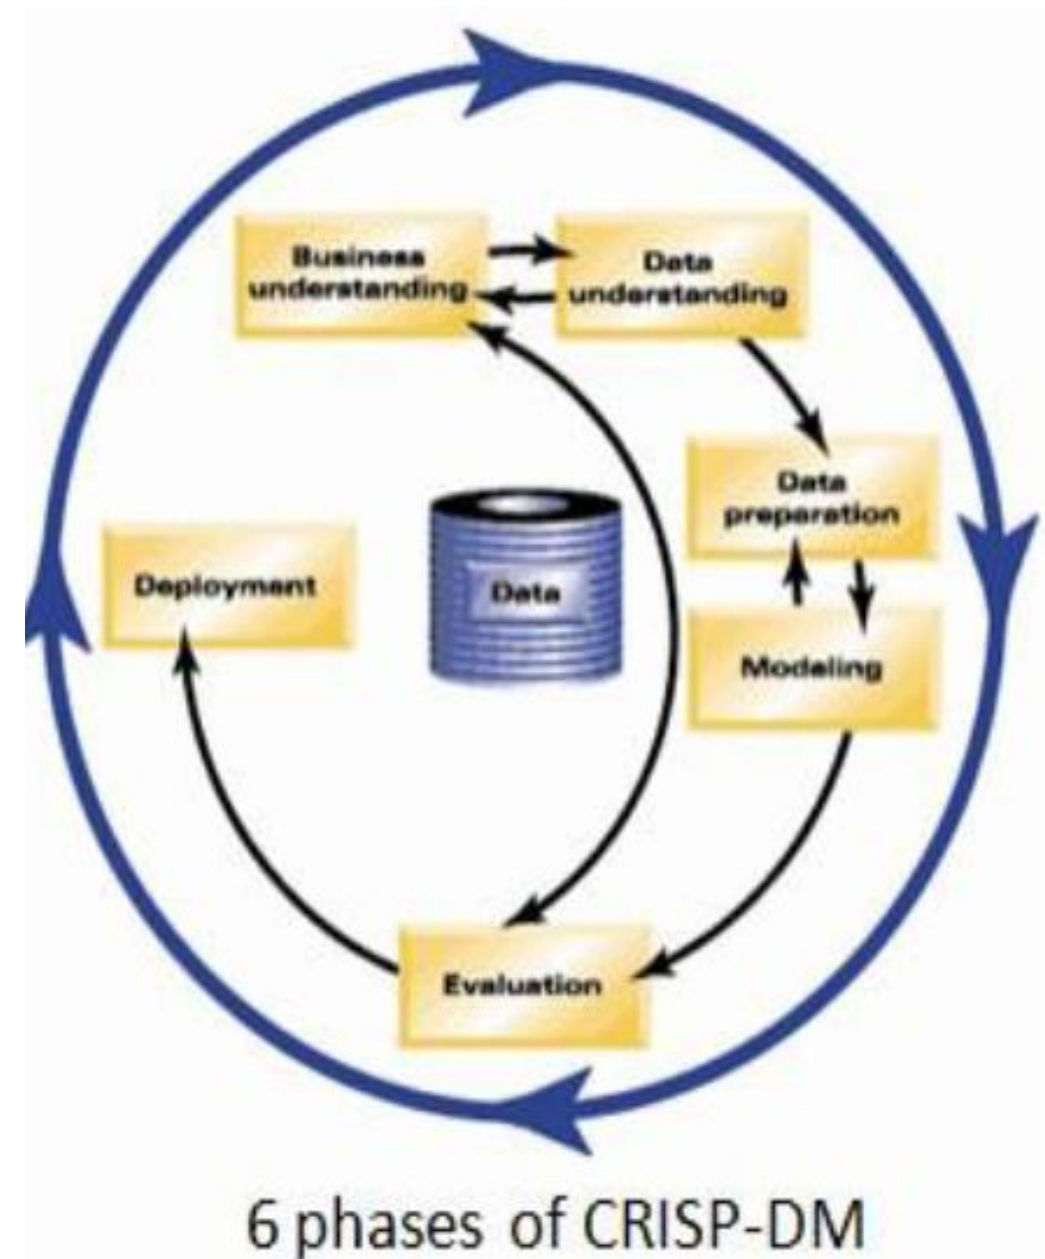 Business
understanding
Data
understanding
Data
preparation
Deployment
Data
Modeling
Evaluation
6 phases of CRISP-DM